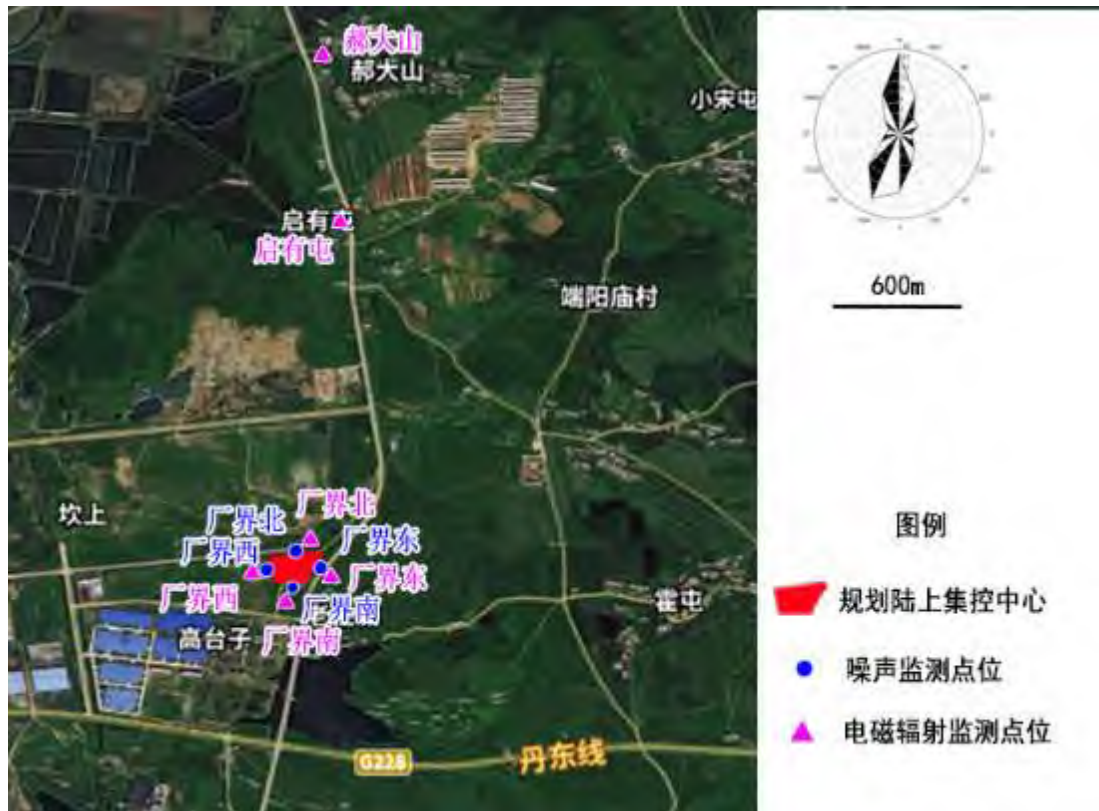 郝大山
郝大山
小宋屯
启有屯
启有屯
600m
端阳庙村
坎上
厂界北
厂界北
厂界西
厂界东
厂界东
厂界西
厂界南
厂界南
霍屯
高台子
G228
丹东线
图例
规划陆上集控中心
噪声监测点位
电磁辐射监测点位